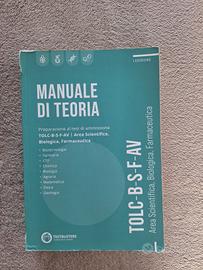 I EDIZIONE
MANUALE
DI TEORIA
Preparazione ai test di ammissione
TOLC-B-S-F-AV | Area Scientifica,
Biologica, Farmaceutica
Biotecnologie
Farmacia
CTF
Chimica
Biologia
Agraria
Matematica
Fisica
Geologia
TESTBUSTERS
TOLC-B-S-F-AV
Area Scientifica, Biologica, Farmaceutica